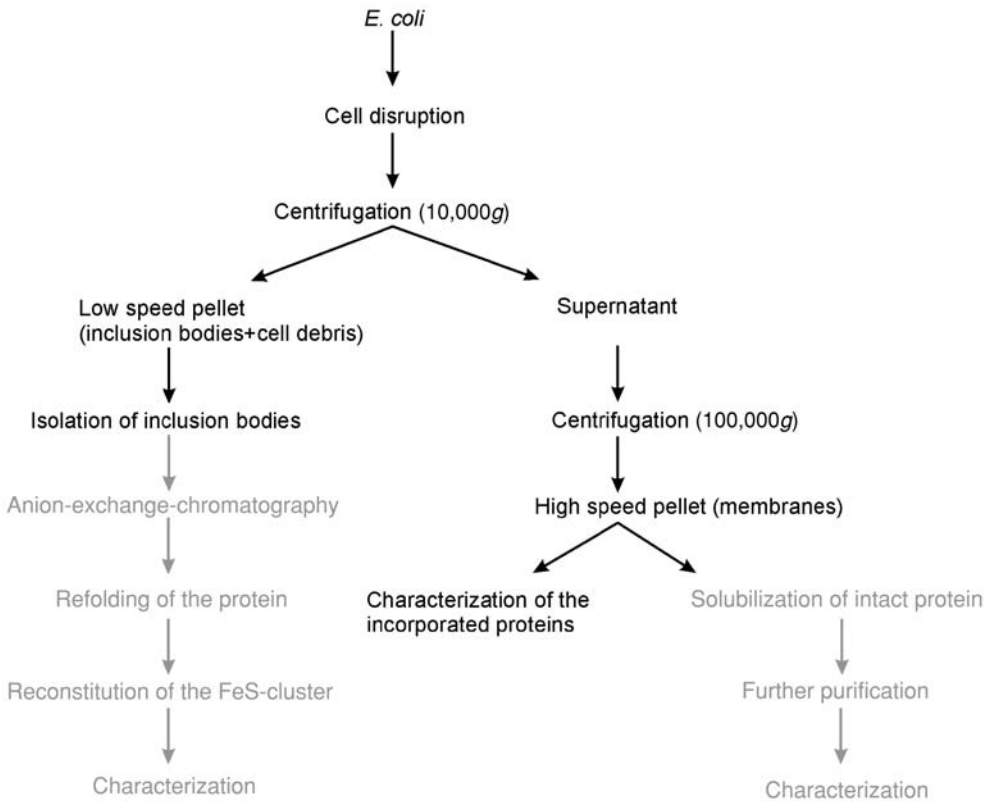 E. coli
Cell disruption
Centrifugation (10,000g)
Low speed pellet
(inclusion bodies+cell debris)
Supernatant
Isolation of inclusion bodies
Centrifugation (100,000g)
Anion-exchange-chromatography
High speed pellet (membranes)
Refolding of the protein
Characterization of the
incorporated proteins
Solubilization of intact protein
Reconstitution of the FeS-cluster
Further purification
Characterization
Characterization